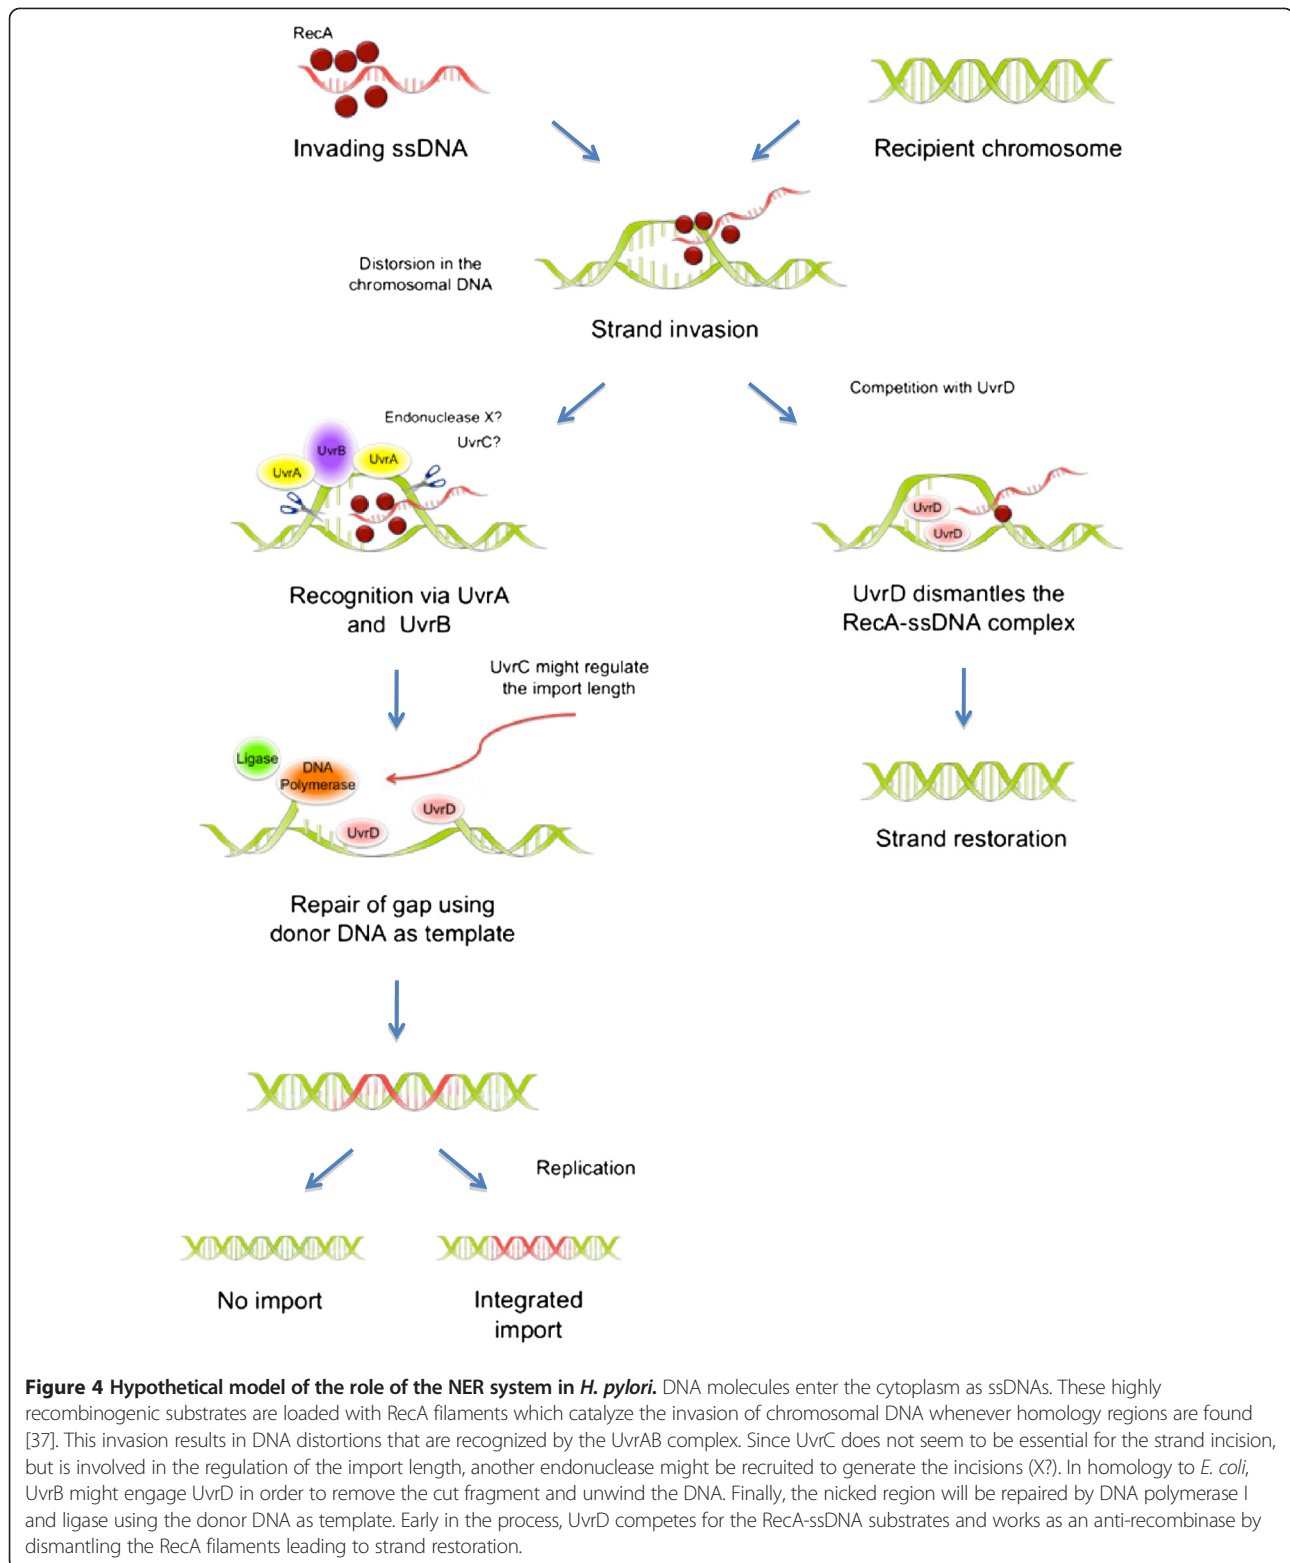 RecA
Invading ssDNA
Recipient chromosome
Distorsion in the
chromosomal DNA
Strand invasion
Competition with UvrD
Endonuclease X?
UvrC?
UvrA
UvrB
UvrA
UvrD
UvrD
Recognition via UvrA
and UvrB
UvrD dismantles the
RecA-ssDNA complex
UvrC might regulate
the import length
Ligase
DNA
Polymerase
UvrD
UvrD
Strand restoration
Repair of gap using
donor DNA as template
Replication
No import
Integrated
import
Figure 4 Hypothetical model of the role of the NER system in H. pylori. DNA molecules enter the cytoplasm as ssDNAs. These highly
recombinogenic substrates are loaded with RecA filaments which catalyze the invasion of chromosomal DNA whenever homology regions are found
[37]. This invasion results in DNA distortions that are recognized by the UvrAB complex. Since UvrC does not seem to be essential for the strand incision,
but is involved in the regulation of the import length, another endonuclease might be recruited to generate the incisions (X?). In homology to E. coli,
UvrB might engage UvrD in order to remove the cut fragment and unwind the DNA. Finally, the nicked region will be repaired by DNA polymerase I
and ligase using the donor DNA as template. Early in the process, UvrD competes for the RecA-ssDNA substrates and works as an anti-recombinase by
dismantling the RecA filaments leading to strand restoration.